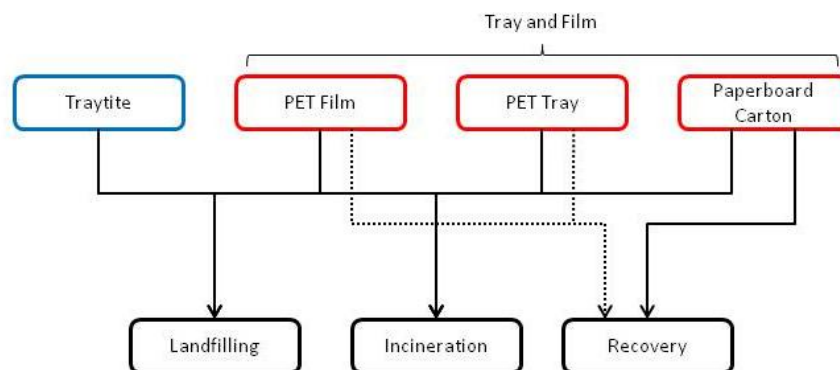 Tray and Film
Traytite
PET Film
PET Tray
Paperboard
Carton
Landfilling
Incineration
Recovery